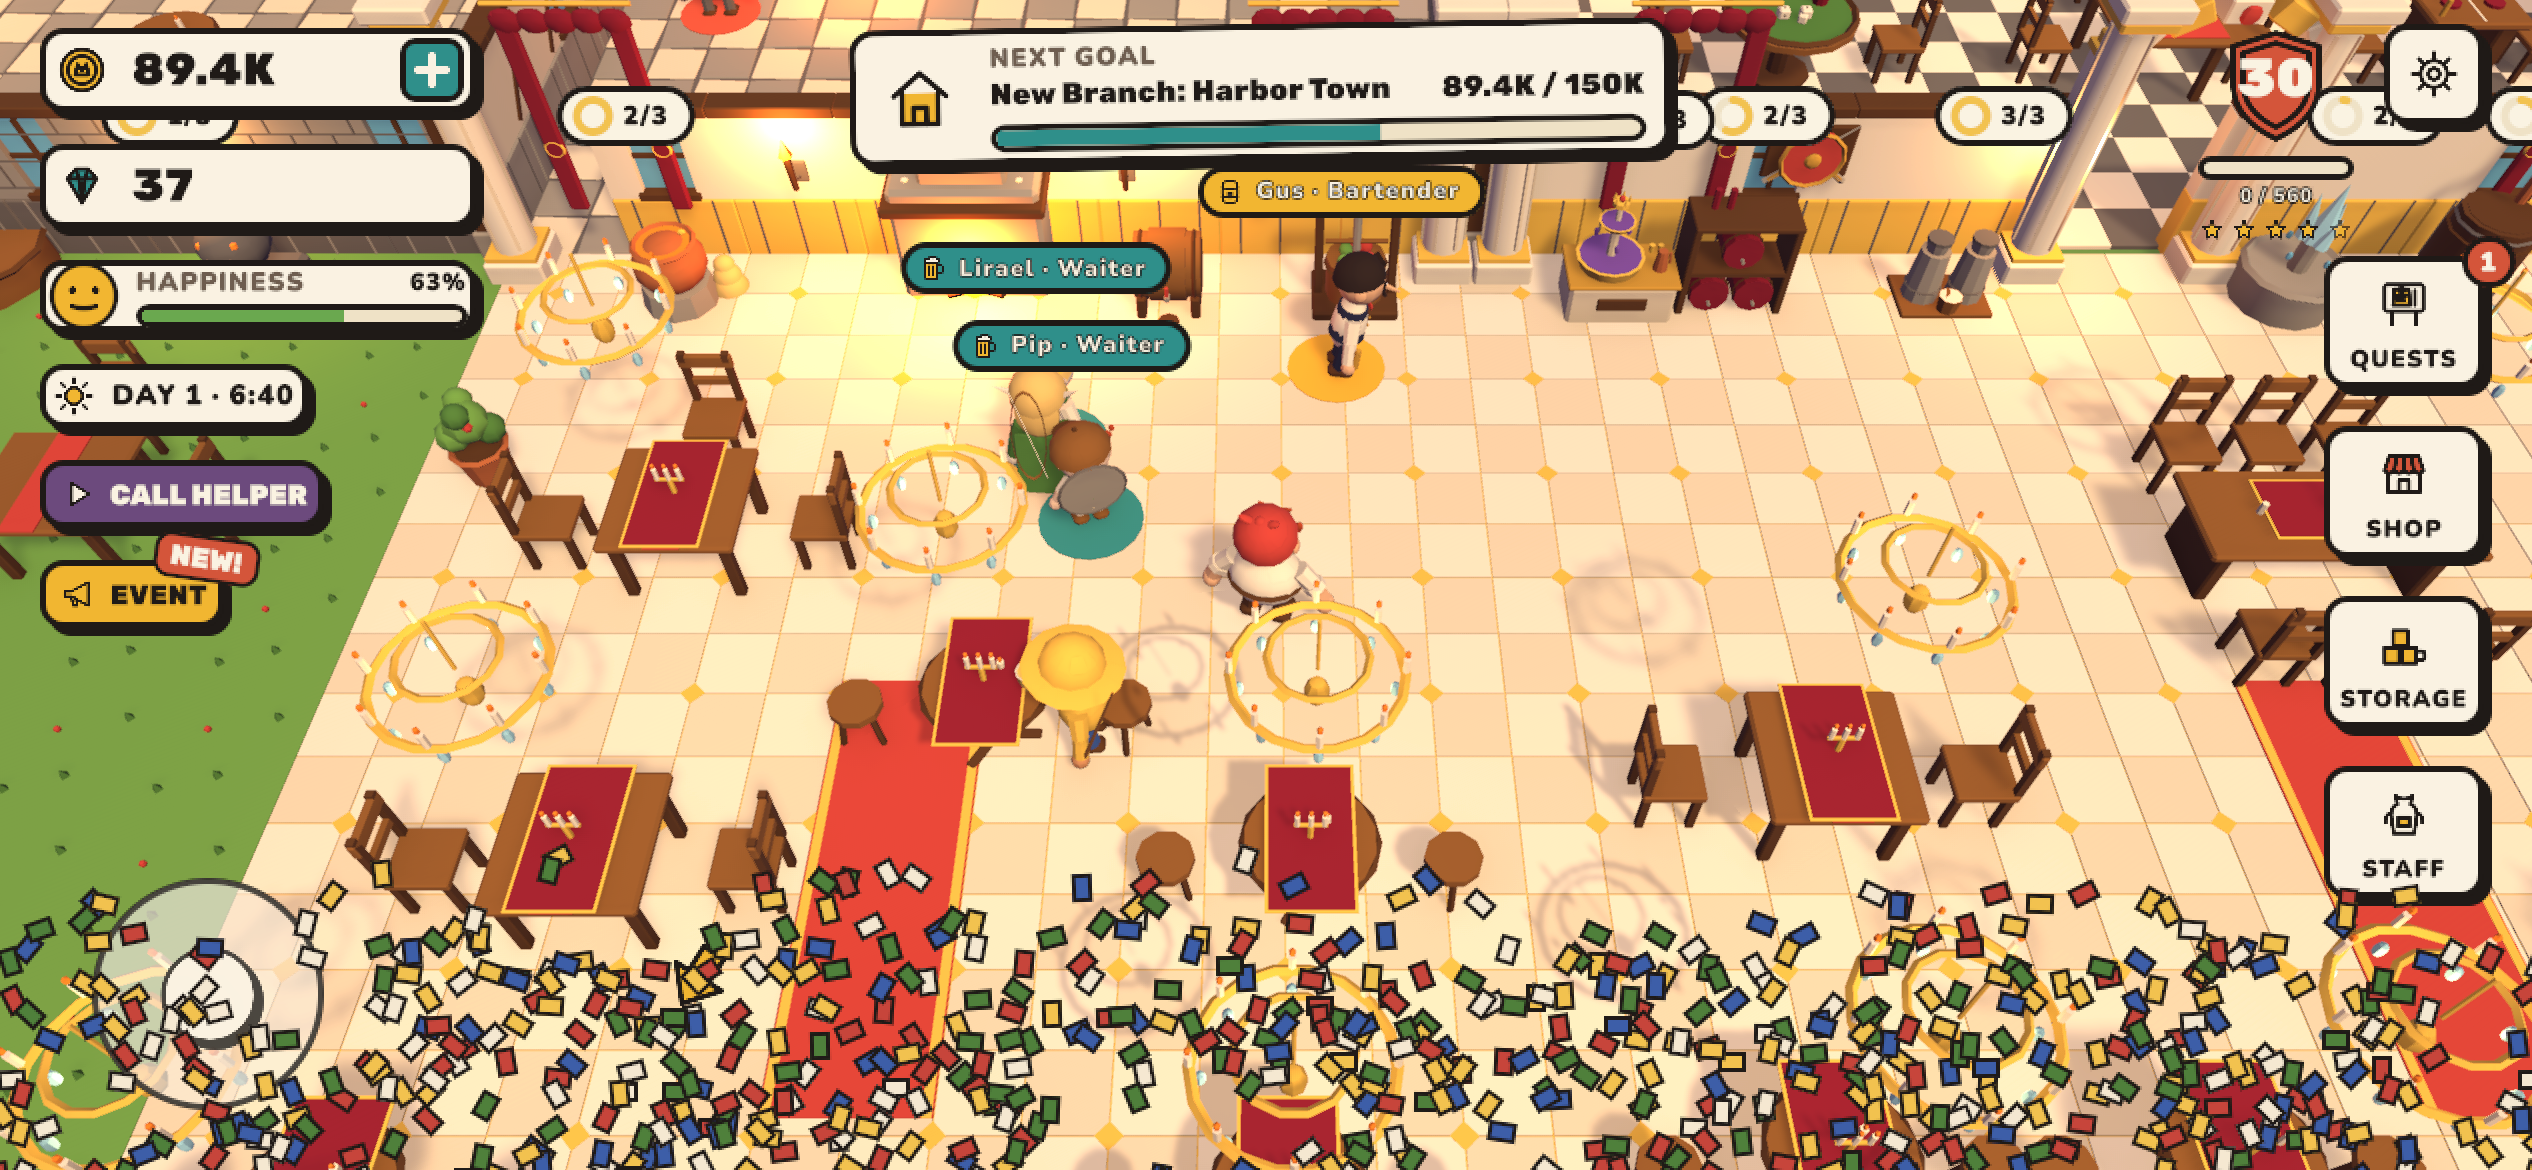 89.4K
37
HAPPINESS 63%
DAY 1 · 6:40
CALL HELPER
NEW!
EVENT
2/3
NEXT GOAL
New Branch: Harbor Town 89.4K / 150K
2/3
3/3
30
0 / 560
Gus · Bartender
Lirael · Waiter
Pip · Waiter
1
QUESTS
SHOP
STORAGE
STAFF